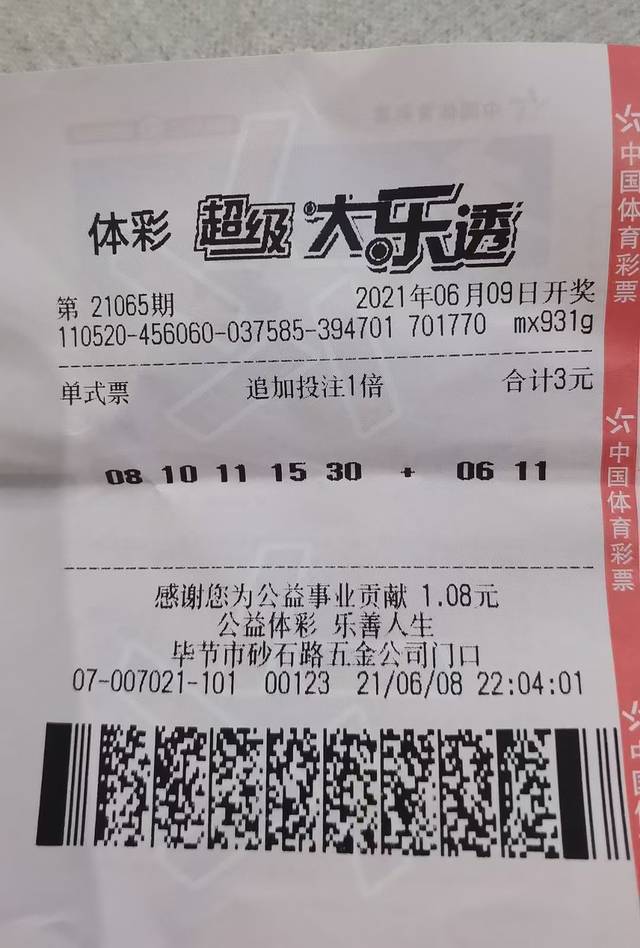 体彩 超级大乐透
第 21065期 2021年06月09日开奖
110520-456060-037585-394701 701770 mx931g
单式票 追加投注1倍 合计3元
08 10 11 15 30 + 06 11
感谢您为公益事业贡献 1.08元
公益体彩 乐善人生
毕节市砂石路五金公司门口
07-007021-101 00123 21/06/08 22:04:01
中国体育彩票
中国体育彩票
中国